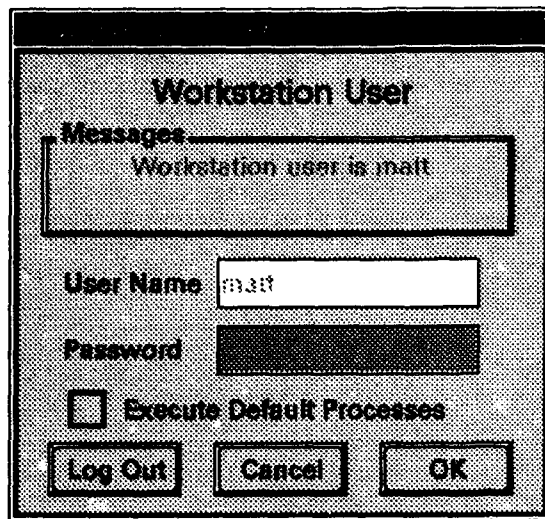 Workstation User
Messages
Workstation user is matt
User Name matt
Password
Execute Default Processes
Log Out Cancel OK